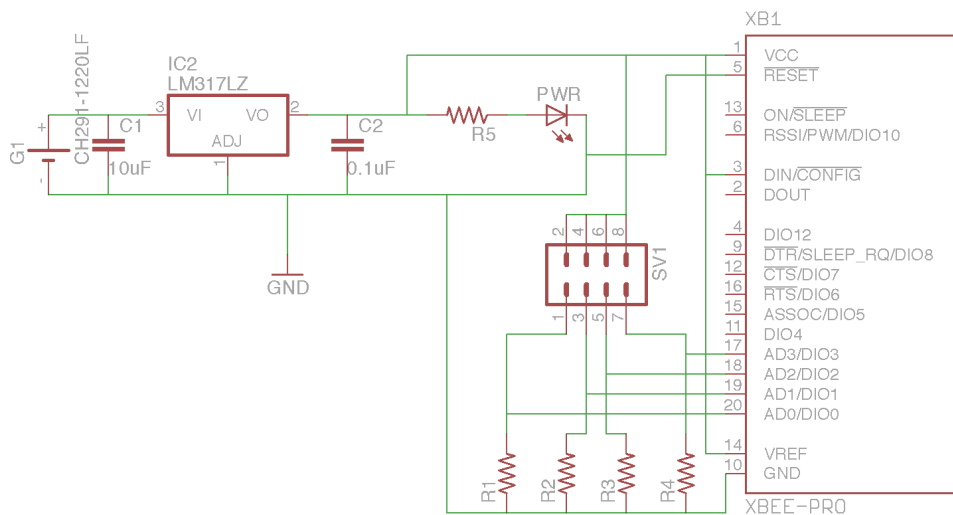 XB1
1 VCC
5 RESET
13 ON/SLEEP
6 RSSI/PWM/DIO10
3 DIN/CONFIG
2 DOUT
4 DIO12
9 DTR/SLEEP_RQ/DIO8
12 CTS/DIO7
16 RTS/DIO6
15 ASSOC/DIO5
11 DIO4
17 AD3/DIO3
18 AD2/DIO2
19 AD1/DIO1
20 AD0/DIO0
14 VREF
10 GND
XBEE-PRO
IC2
LM317LZ
3 VI VO 2
ADJ
1
G1
+
-
CH291-1220LF
C1
10uF
C2
0.1uF
R5
PWR
GND
2 4 6 8
SV1
1 3 5 7
R1 R2 R3 R4